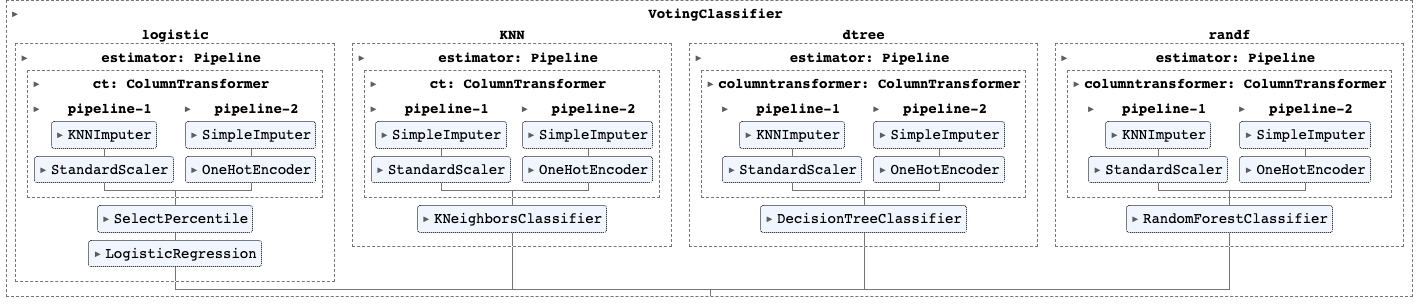 VotingClassifier
logistic KNN dtree randf
estimator: Pipeline estimator: Pipeline estimator: Pipeline estimator: Pipeline
ct: ColumnTransformer ct: ColumnTransformer columntransformer: ColumnTransformer columntransformer: ColumnTransformer
pipeline-1 pipeline-2 pipeline-1 pipeline-2 pipeline-1 pipeline-2 pipeline-1 pipeline-2
KNNImputer SimpleImputer SimpleImputer SimpleImputer KNNImputer SimpleImputer KNNImputer SimpleImputer
StandardScaler OneHotEncoder StandardScaler OneHotEncoder StandardScaler OneHotEncoder StandardScaler OneHotEncoder
SelectPercentile KNeighborsClassifier DecisionTreeClassifier RandomForestClassifier
LogisticRegression